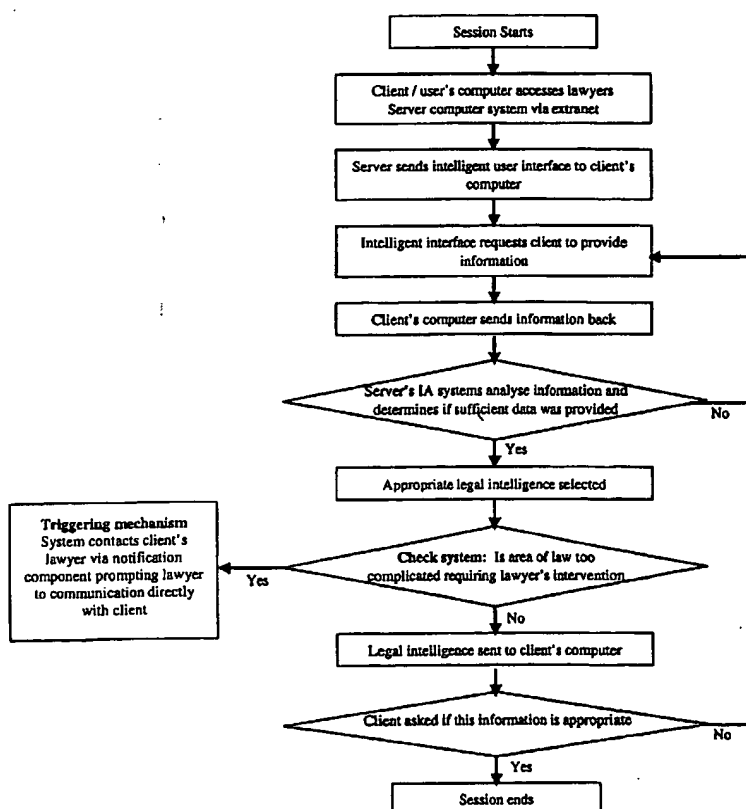 Session Starts
Client / user's computer accesses lawyers
Server computer system via extranet
Server sends intelligent user interface to client's
computer
Intelligent interface requests client to provide
information
Client's computer sends information back
Server's IA systems analyse information and
determines if sufficient data was provided
No
Yes
Appropriate legal intelligence selected
Triggering mechanism
System contacts client's
lawyer via notification
component prompting lawyer
to communication directly
with client
Yes
Check system: Is area of law too
complicated requiring lawyer's intervention
No
Legal intelligence sent to client's computer
Client asked if this information is appropriate
No
Yes
Session ends